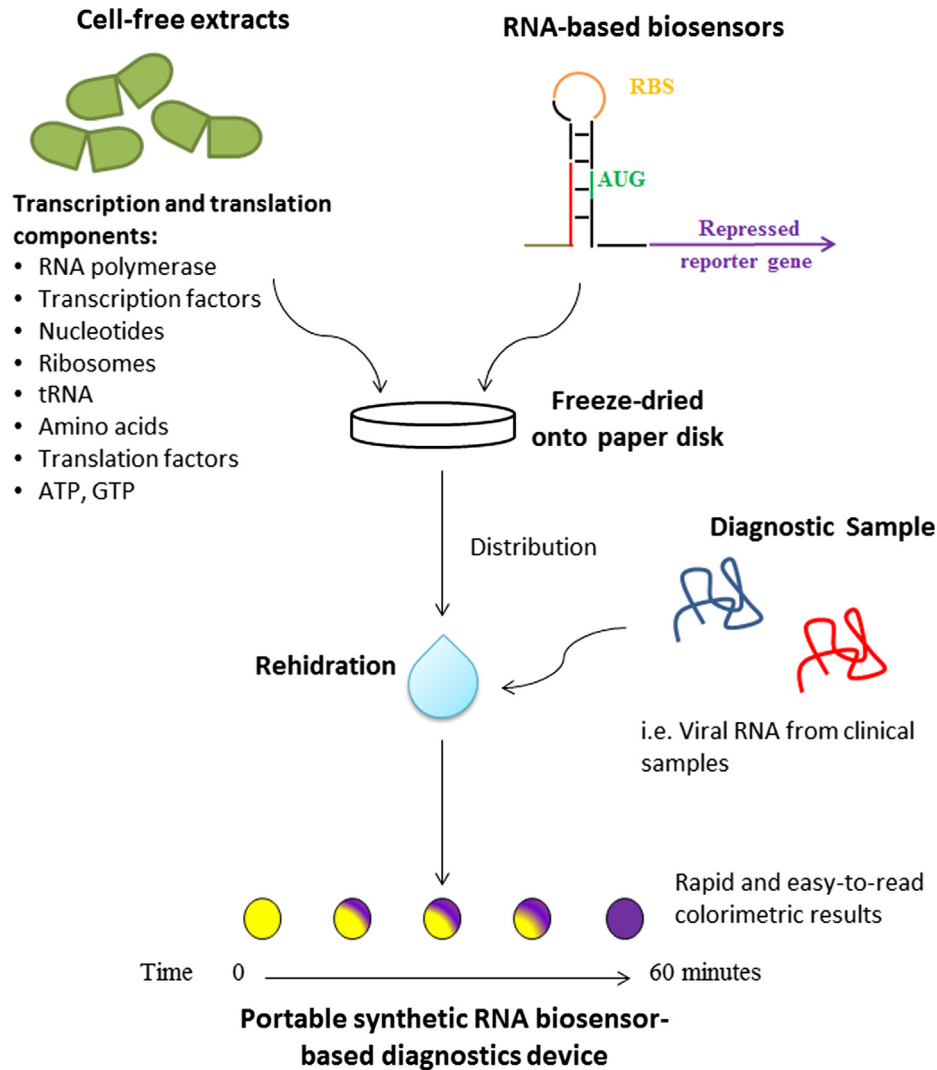 Cell-free extracts
RNA-based biosensors
RBS
AUG
Repressed
reporter gene
Transcription and translation
components:
• RNA polymerase
• Transcription factors
• Nucleotides
• Ribosomes
• tRNA
• Amino acids
• Translation factors
• ATP, GTP
Freeze-dried
onto paper disk
Distribution
Diagnostic Sample
Rehidration
i.e. Viral RNA from clinical
samples
Rapid and easy-to-read
colorimetric results
Time 0 60 minutes
Portable synthetic RNA biosensor-
based diagnostics device